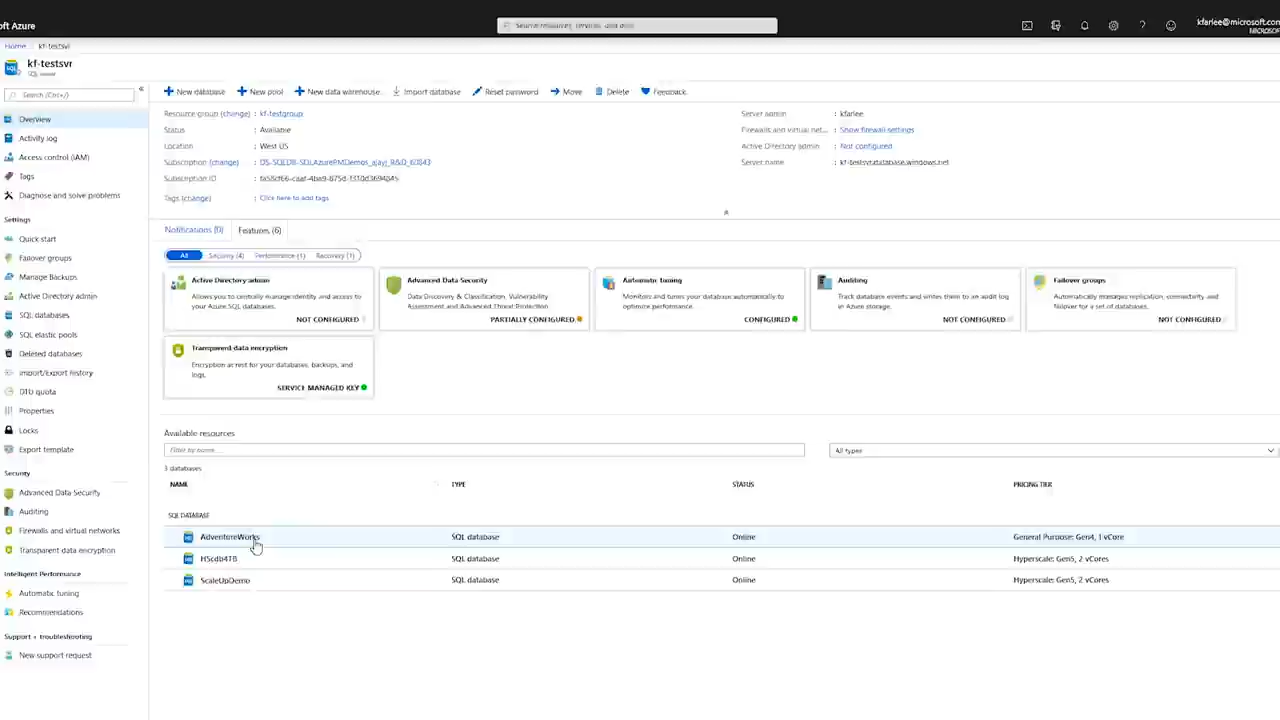 oft Azure
Search resources, services, and docs
kfarlee@microsoft.com
MICROSOFT
Home kf-testsvr
kf-testsvr
SQL server
Search (Ctrl+/)
«
New database New pool New data warehouse Import database Reset password Move Delete Feedback
Resource group (change) : kf-testgroup
Status : Available
Location : West US
Subscription (change)
Subscription ID
Tags (change) : Click here to add tags
Server admin : kfarlee
Firewalls and virtual net... : Show firewall settings
Active Directory admin : Not configured
Server name : kf-testsvr.database.windows.net
Overview
Activity log
Access control (IAM)
Tags
Diagnose and solve problems
Settings
Quick start
Failover groups
Manage Backups
Active Directory admin
SQL databases
SQL elastic pools
Deleted databases
Import/Export history
DTU quota
Properties
Locks
Export template
Security
Advanced Data Security
Auditing
Firewalls and virtual networks
Transparent data encryption
Intelligent Performance
Automatic tuning
Recommendations
Support + troubleshooting
New support request
Notifications (0) Features (6)
All Security (4) Performance (1) Recovery (1)
Active Directory admin
Allows you to centrally manage identity and access to
your Azure SQL databases.
NOT CONFIGURED
Advanced Data Security
Data Discovery & Classification, Vulnerability
Assessment and Advanced Threat Protection.
PARTIALLY CONFIGURED
Automatic tuning
Monitors and tunes your database automatically to
optimize performance.
CONFIGURED
Auditing
Track database events and writes them to an audit log
in Azure storage.
NOT CONFIGURED
Failover groups
Automatically manages replication, connectivity and
failover for a set of databases.
NOT CONFIGURED
Transparent data encryption
Encryption at rest for your databases, backups, and
logs.
SERVICE MANAGED KEY
Available resources
Filter by name...
All types
3 databases
NAME TYPE STATUS PRICING TIER
SQL DATABASE
AdventureWorks SQL database Online General Purpose: Gen4, 1 vCore
HScdb4TB SQL database Online Hyperscale: Gen5, 2 vCores
ScaleUpDemo SQL database Online Hyperscale: Gen5, 2 vCores